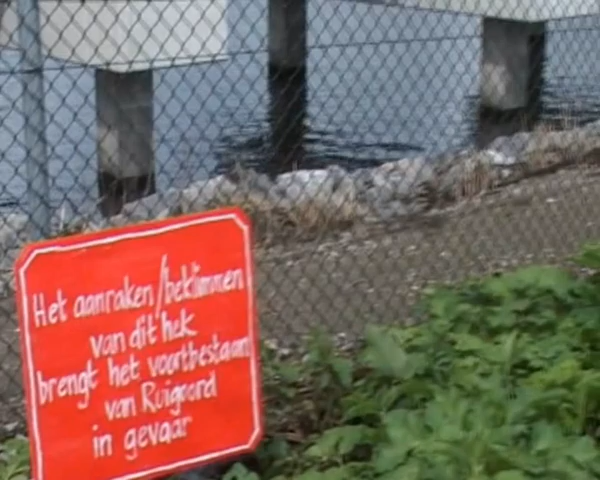 Het aanraken/beklimmen
van dit hek
brengt het voortbestaan
van Ruigoord
in gevaar